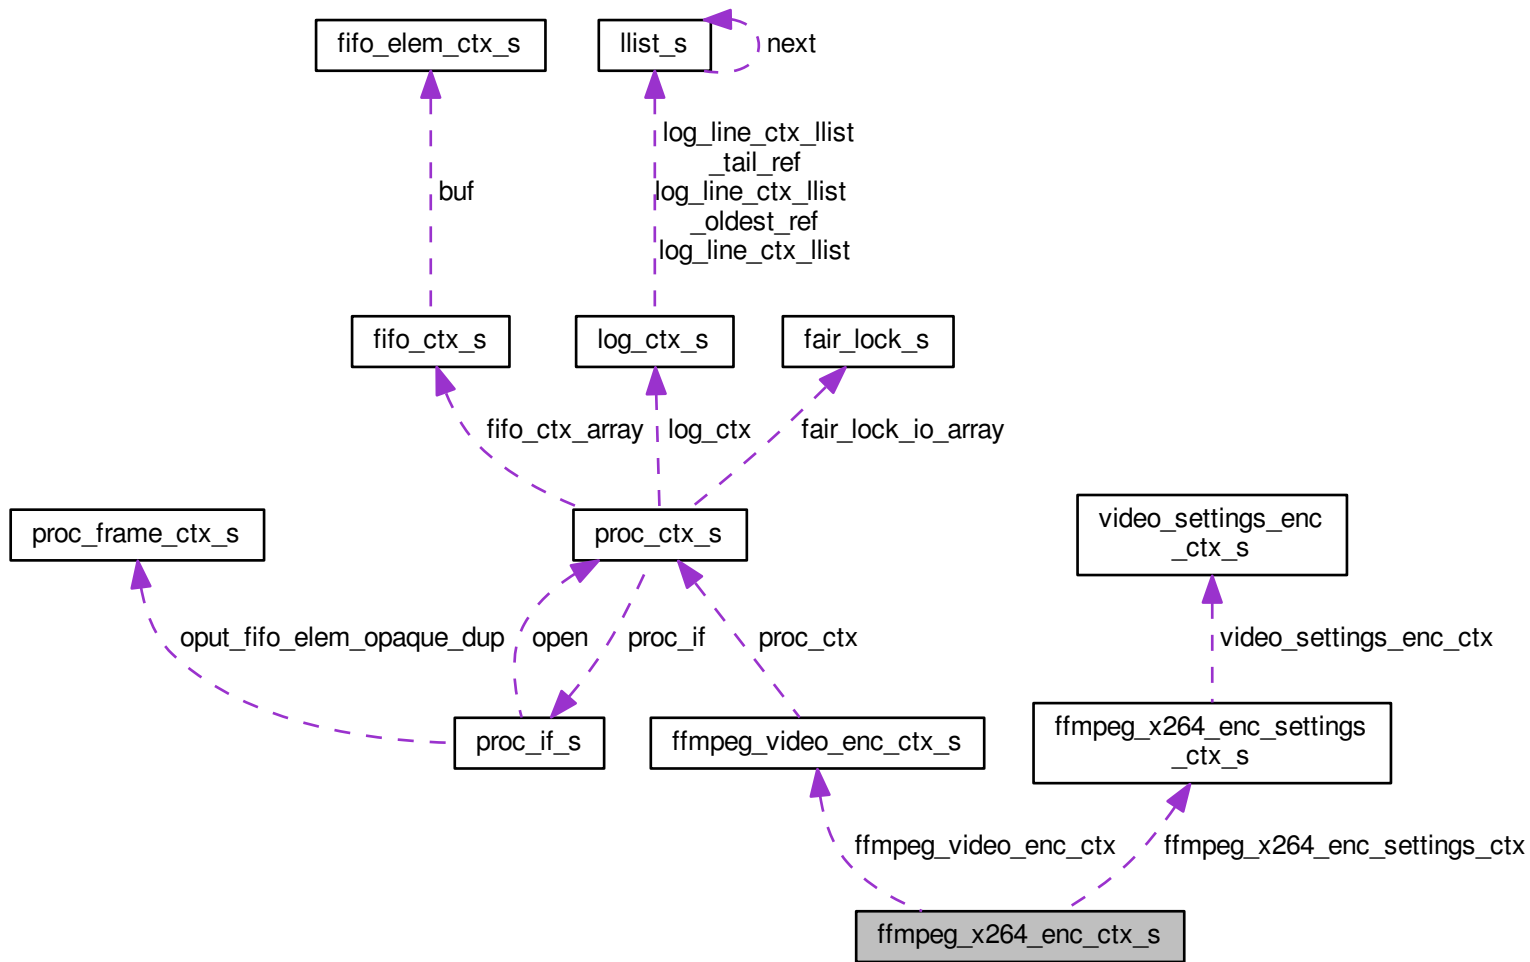 fifo_elem_ctx_s
llist_s
next
log_line_ctx_llist
_tail_ref
buf
log_line_ctx_llist
_oldest_ref
log_line_ctx_llist
fifo_ctx_s
log_ctx_s
fair_lock_s
fifo_ctx_array
log_ctx
fair_lock_io_array
proc_frame_ctx_s
proc_ctx_s
video_settings_enc
_ctx_s
oput_fifo_elem_opaque_dup
open
proc_if
proc_ctx
video_settings_enc_ctx
proc_if_s
ffmpeg_video_enc_ctx_s
ffmpeg_x264_enc_settings
_ctx_s
ffmpeg_video_enc_ctx
ffmpeg_x264_enc_settings_ctx
ffmpeg_x264_enc_ctx_s